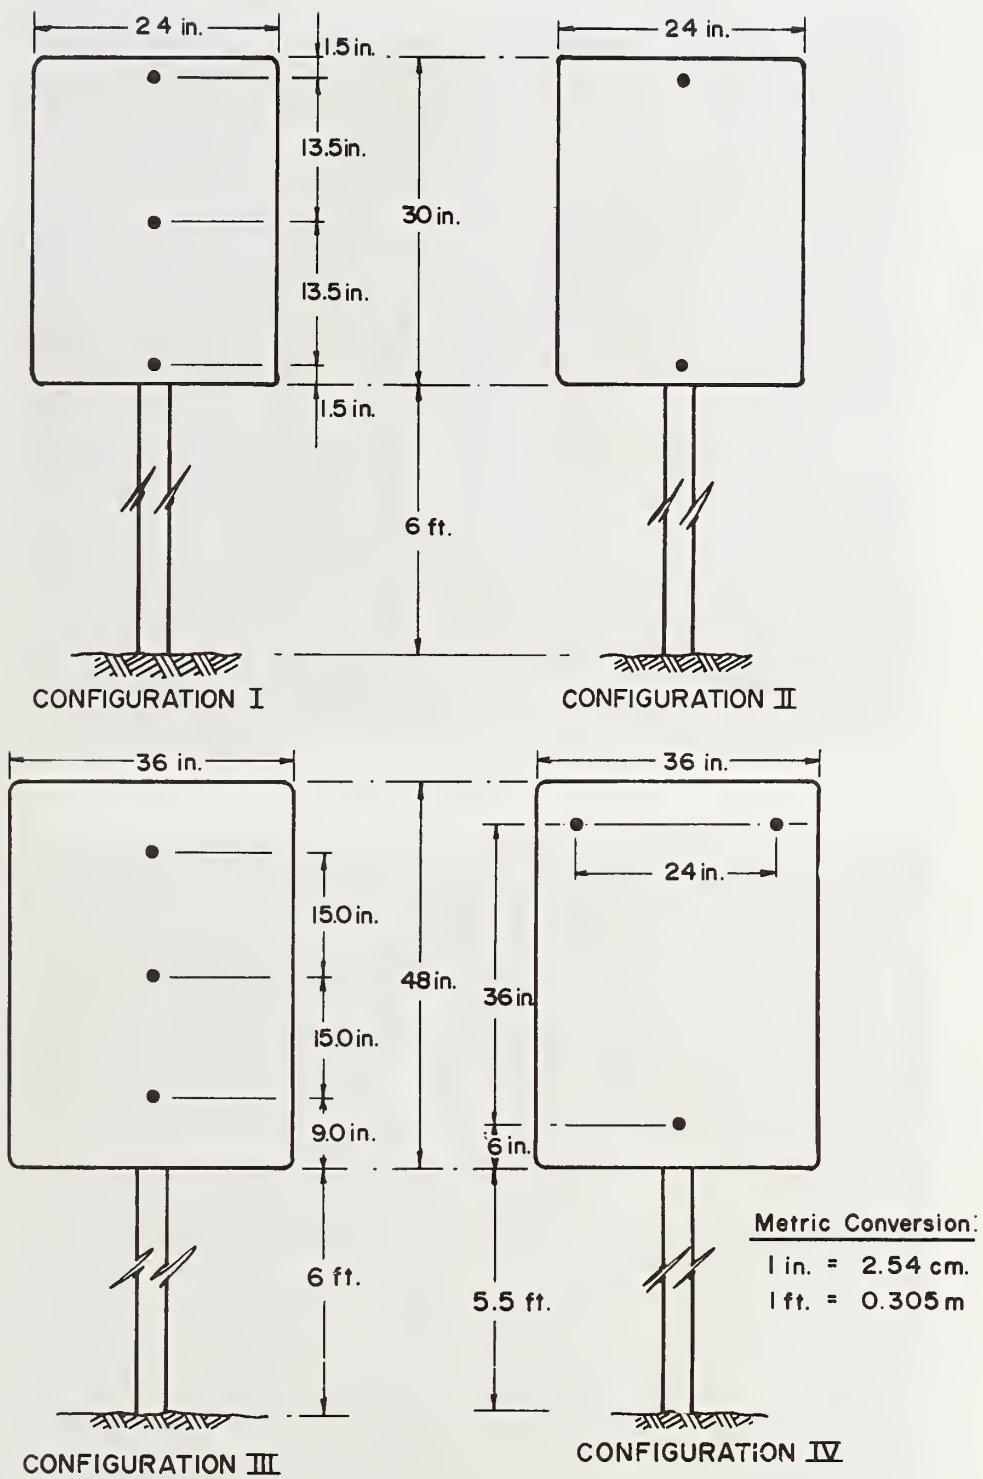 24 in.
1.5 in.
24 in.
13.5 in.
30 in.
13.5 in.
1.5 in.
6 ft.
CONFIGURATION I
CONFIGURATION II
36 in.
36 in.
24 in.
15.0 in.
48 in.
36 in.
15.0 in.
9.0 in.
6 in.
Metric Conversion:
1 in. = 2.54 cm.
1 ft. = 0.305 m
6 ft.
5.5 ft.
CONFIGURATION III
CONFIGURATION IV